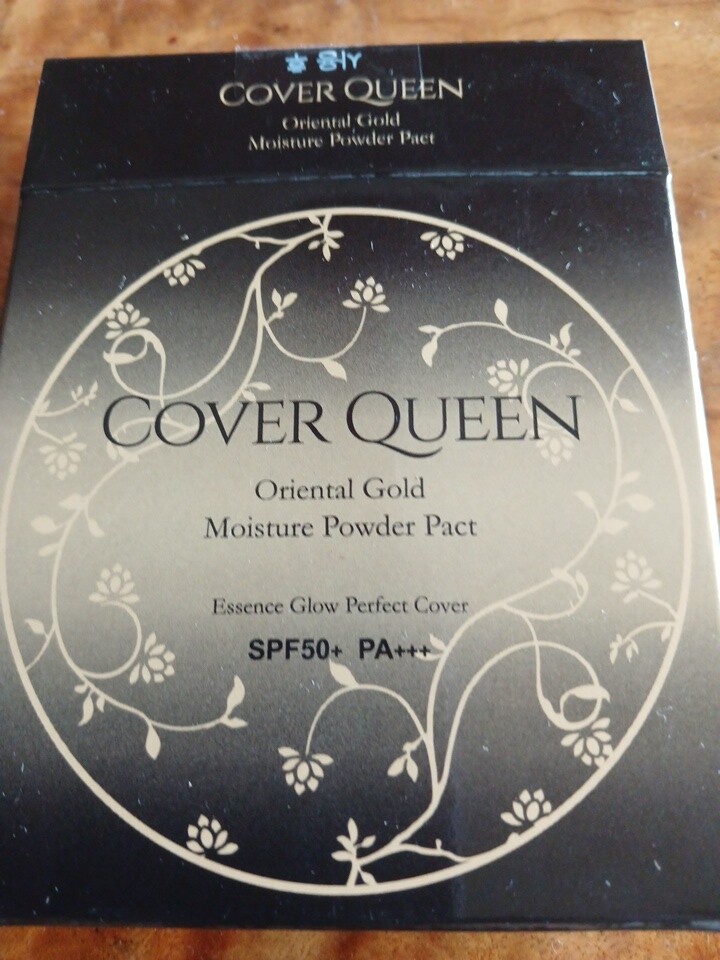 COVER QUEEN
Oriental Gold
Moisture Powder Pact
COVER QUEEN
Oriental Gold
Moisture Powder Pact
Essence Glow Perfect Cover
SPF50+ PA+++